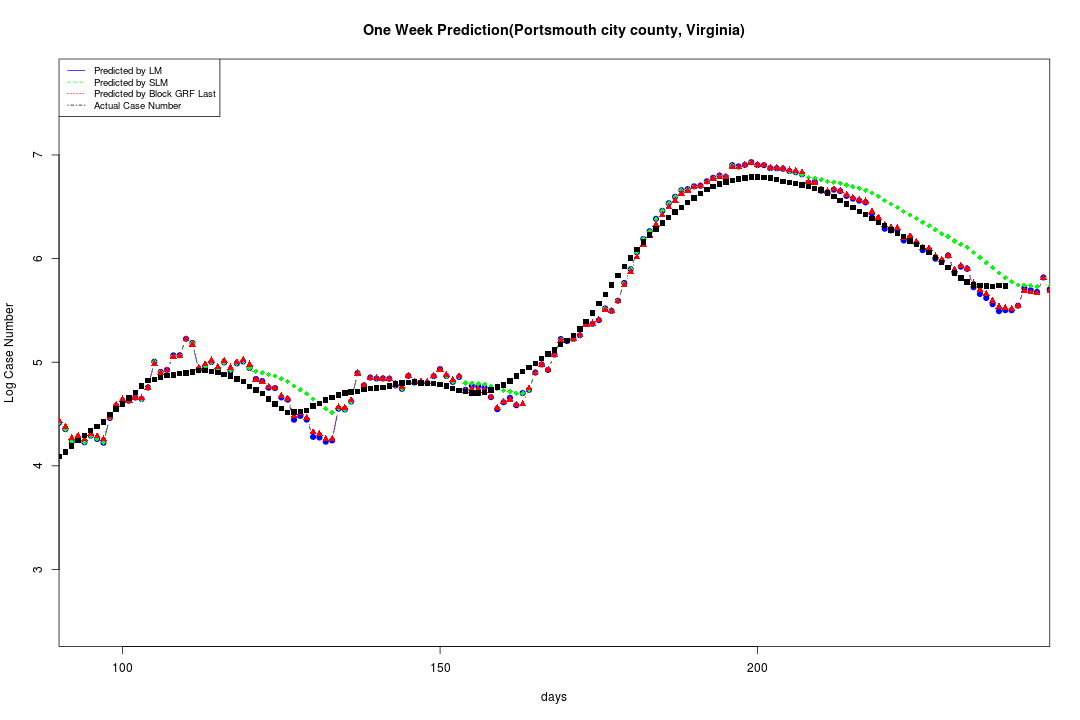 One Week Prediction(Portsmouth city county, Virginia)
Predicted by LM
Predicted by SLM
Predicted by Block GRF Last
Actual Case Number
Log Case Number
7
6
5
4
3
100 150 200
days